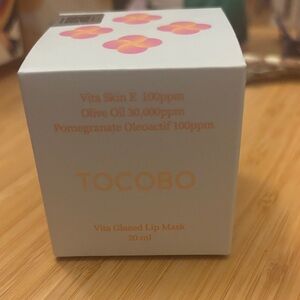 Vita Skin E 100ppm
Olive Oil 30,000ppm
Pomegranate Oleoactif 100ppm
TOCOBO
Vita Glazed Lip Mask
20 ml